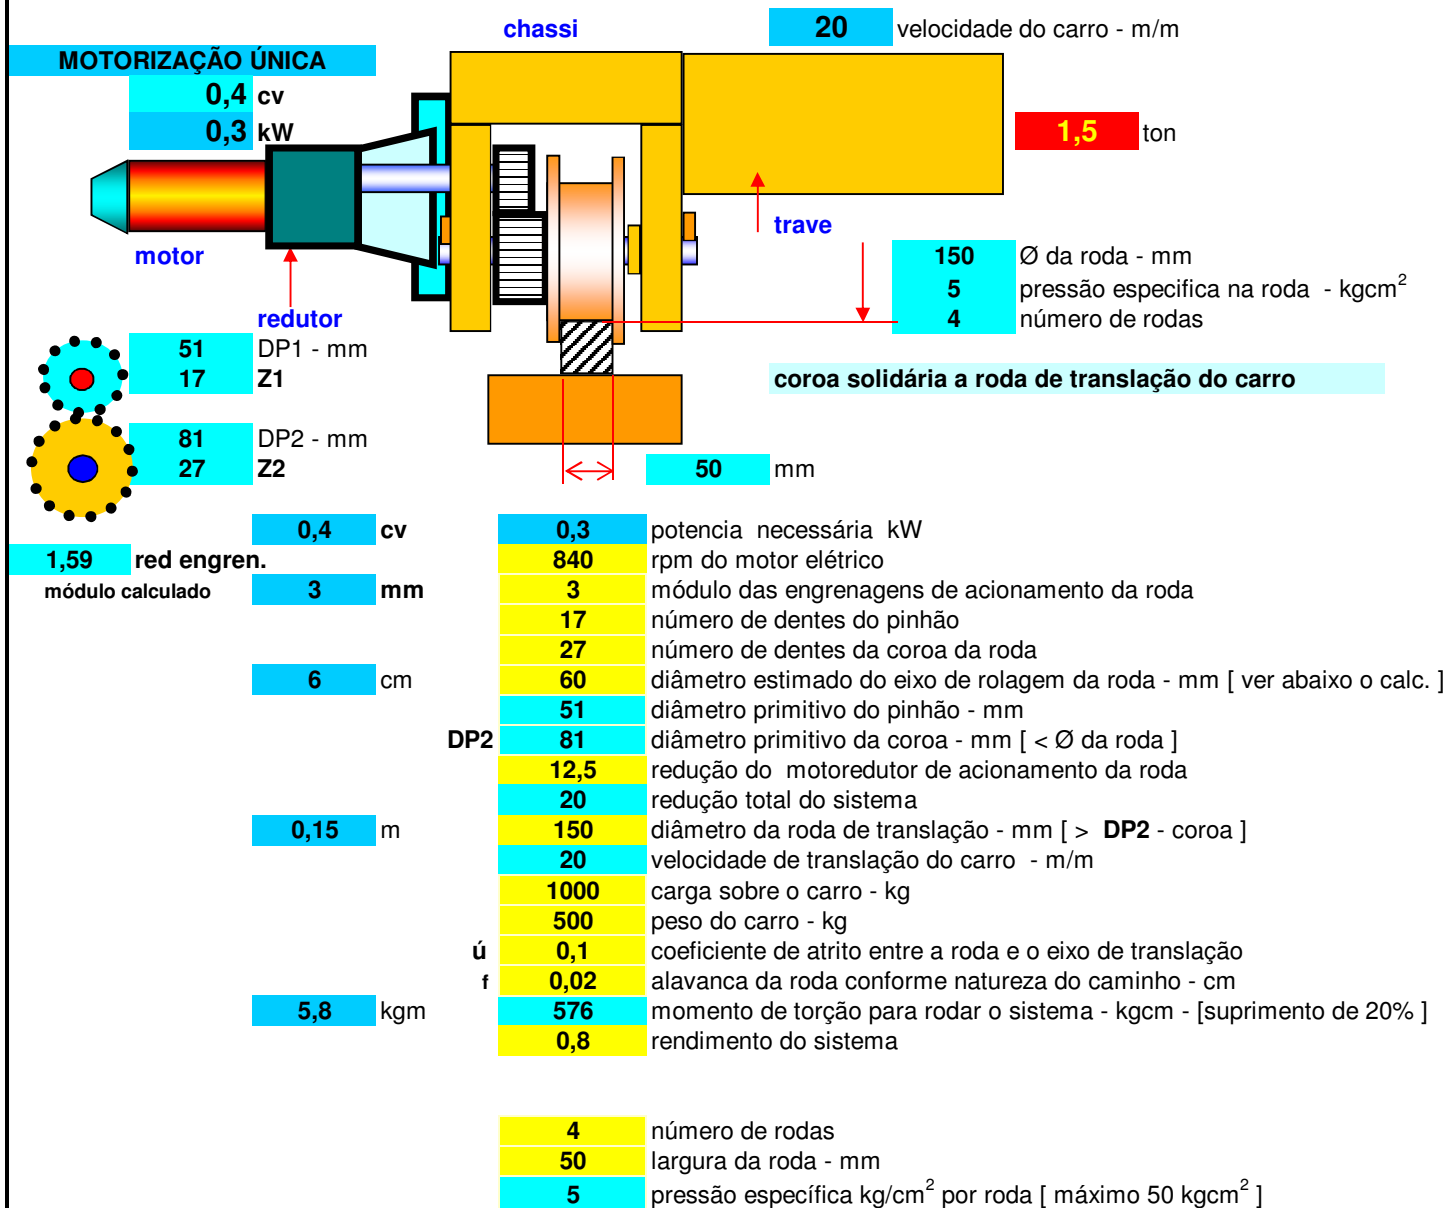 chassi
20 velocidade do carro - m/m
MOTORIZAÇÃO ÚNICA
0,4 cv
0,3 kW
1,5 ton
trave
motor
150 Ø da roda - mm
5 pressão especifica na roda - kgcm²
4 número de rodas
redutor
51 DP1 - mm
17 Z1
coroa solidária a roda de translação do carro
81 DP2 - mm
27 Z2
50 mm
0,4 cv 0,3 potencia necessária kW
1,59 red engren. 840 rpm do motor elétrico
módulo calculado 3 mm 3 módulo das engrenagens de acionamento da roda
17 número de dentes do pinhão
27 número de dentes da coroa da roda
6 cm 60 diâmetro estimado do eixo de rolagem da roda - mm [ ver abaixo o calc. ]
51 diâmetro primitivo do pinhão - mm
DP2 81 diâmetro primitivo da coroa - mm [ < Ø da roda ]
12,5 redução do motoredutor de acionamento da roda
20 redução total do sistema
0,15 m 150 diâmetro da roda de translação - mm [ > DP2 - coroa ]
20 velocidade de translação do carro - m/m
1000 carga sobre o carro - kg
500 peso do carro - kg
ú 0,1 coeficiente de atrito entre a roda e o eixo de translação
f 0,02 alavanca da roda conforme natureza do caminho - cm
5,8 kgm 576 momento de torção para rodar o sistema - kgcm - [suprimento de 20% ]
0,8 rendimento do sistema
4 número de rodas
50 largura da roda - mm
5 pressão específica kg/cm² por roda [ máximo 50 kgcm² ]